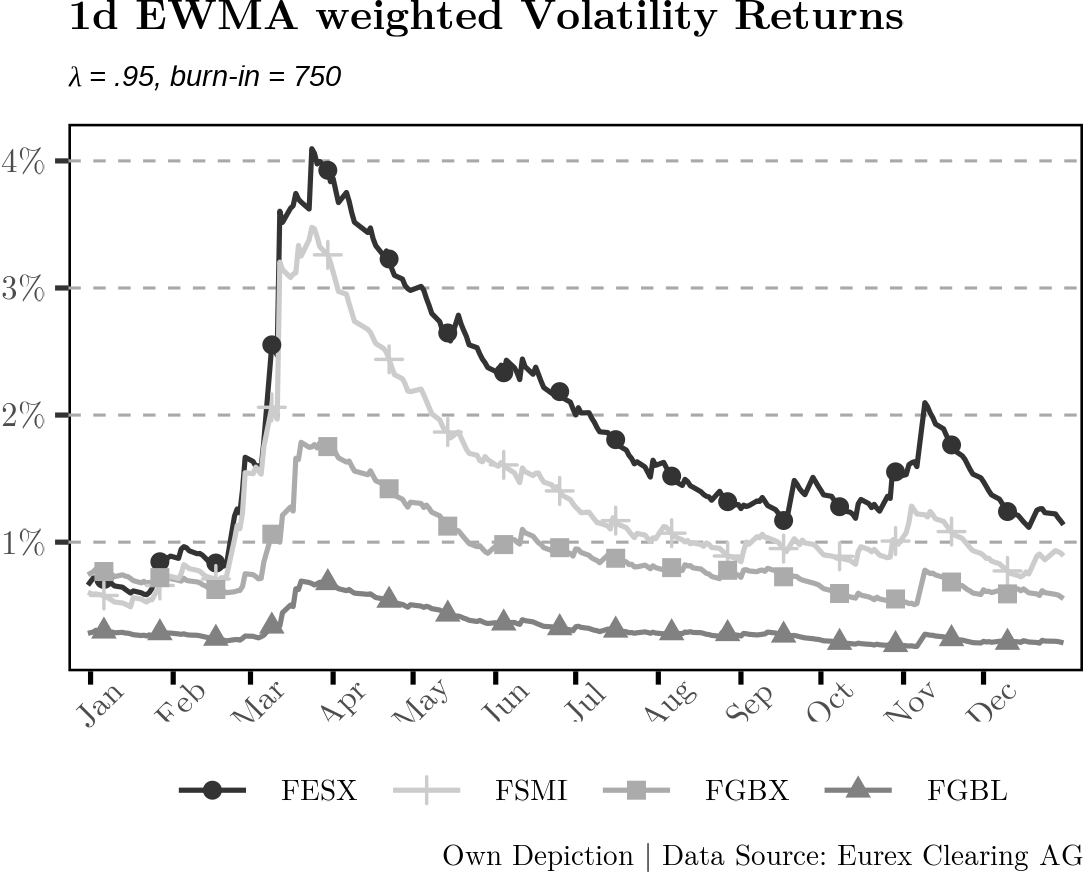 1d EWMA weighted Volatility Returns
λ = .95, burn-in = 750
4%
3%
2%
1%
Jan Feb Mar Apr May Jun Jul Aug Sep Oct Nov Dec
FESX FSMI FGBX FGBL
Own Depiction | Data Source: Eurex Clearing AG